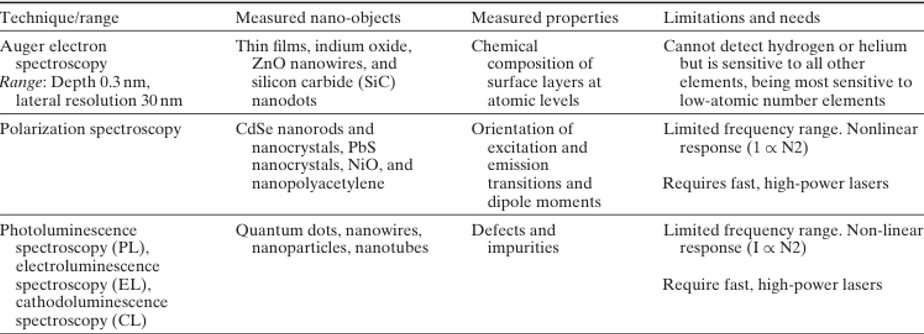 Technique/range Measured nano-objects Measured properties Limitations and needs
Auger electron
spectroscopy
Range: Depth 0.3 nm,
lateral resolution 30 nm
Thin films, indium oxide,
ZnO nanowires, and
silicon carbide (SiC)
nanodots
Chemical
composition of
surface layers at
atomic levels
Cannot detect hydrogen or helium
but is sensitive to all other
elements, being most sensitive to
low-atomic number elements
Polarization spectroscopy
CdSe nanorods and
nanocrystals, PbS
nanocrystals, NiO, and
nanopolyacetylene
Orientation of
excitation and
emission
transitions and
dipole moments
Limited frequency range. Nonlinear
response (1 ∝ N2)
Requires fast, high-power lasers
Photoluminescence
spectroscopy (PL),
electroluminescence
spectroscopy (EL),
cathodoluminescence
spectroscopy (CL)
Quantum dots, nanowires,
nanoparticles, nanotubes
Defects and
impurities
Limited frequency range. Non-linear
response (I ∝ N2)
Require fast, high-power lasers